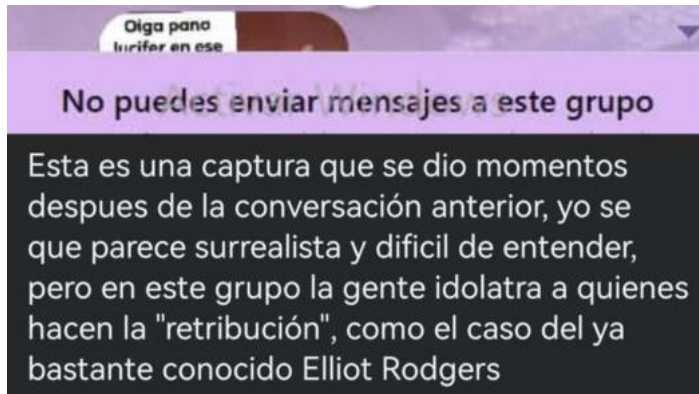 Oiga pano
lucifer en ese
No puedes enviar mensajes a este grupo
Esta es una captura que se dio momentos
despues de la conversación anterior, yo se
que parece surrealista y dificil de entender,
pero en este grupo la gente idolatra a quienes
hacen la "retribución", como el caso del ya
bastante conocido Elliot Rodgers